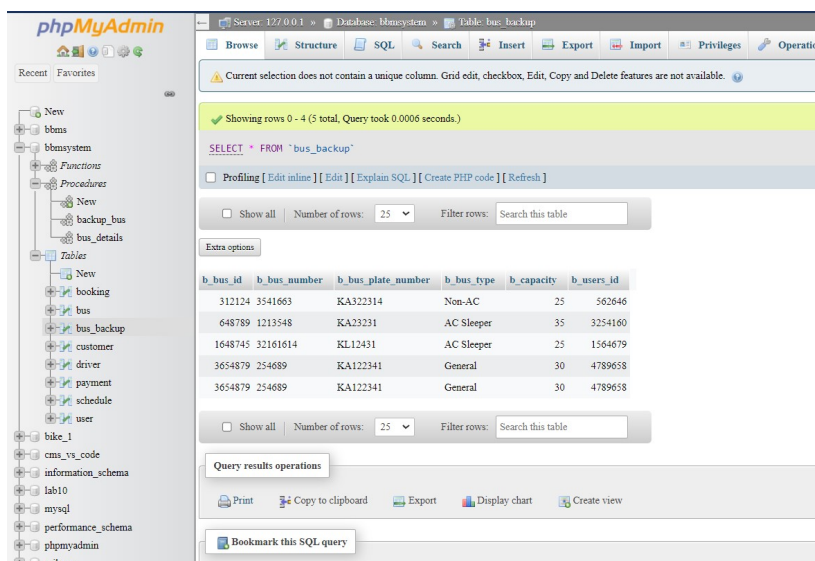 phpMyAdmin
Recent Favorites
New
bbms
bbmsystem
Functions
Procedures
New
backup_bus
bus_details
Tables
New
booking
bus
bus_backup
customer
driver
payment
schedule
user
bike_1
cms_vs_code
information_schema
lab10
mysql
performance_schema
phpmyadmin
Server: 127.0.0.1 » Database: bbmsystem » Table: bus_backup
Browse Structure SQL Search Insert Export Import Privileges Operatio
Current selection does not contain a unique column. Grid edit, checkbox, Edit, Copy and Delete features are not available.
Showing rows 0 - 4 (5 total, Query took 0.0006 seconds.)
SELECT * FROM `bus_backup`
Profiling [ Edit inline ] [ Edit ] [ Explain SQL ] [ Create PHP code ] [ Refresh ]
Show all Number of rows: 25 Filter rows: Search this table
Extra options
b_bus_id b_bus_number b_bus_plate_number b_bus_type b_capacity b_users_id
312124 3541663 KA322314 Non-AC 25 562646
648789 1213548 KA23231 AC Sleeper 35 3254160
1648745 32161614 KL12431 AC Sleeper 25 1564679
3654879 254689 KA122341 General 30 4789658
3654879 254689 KA122341 General 30 4789658
Show all Number of rows: 25 Filter rows: Search this table
Query results operations
Print Copy to clipboard Export Display chart Create view
Bookmark this SQL query